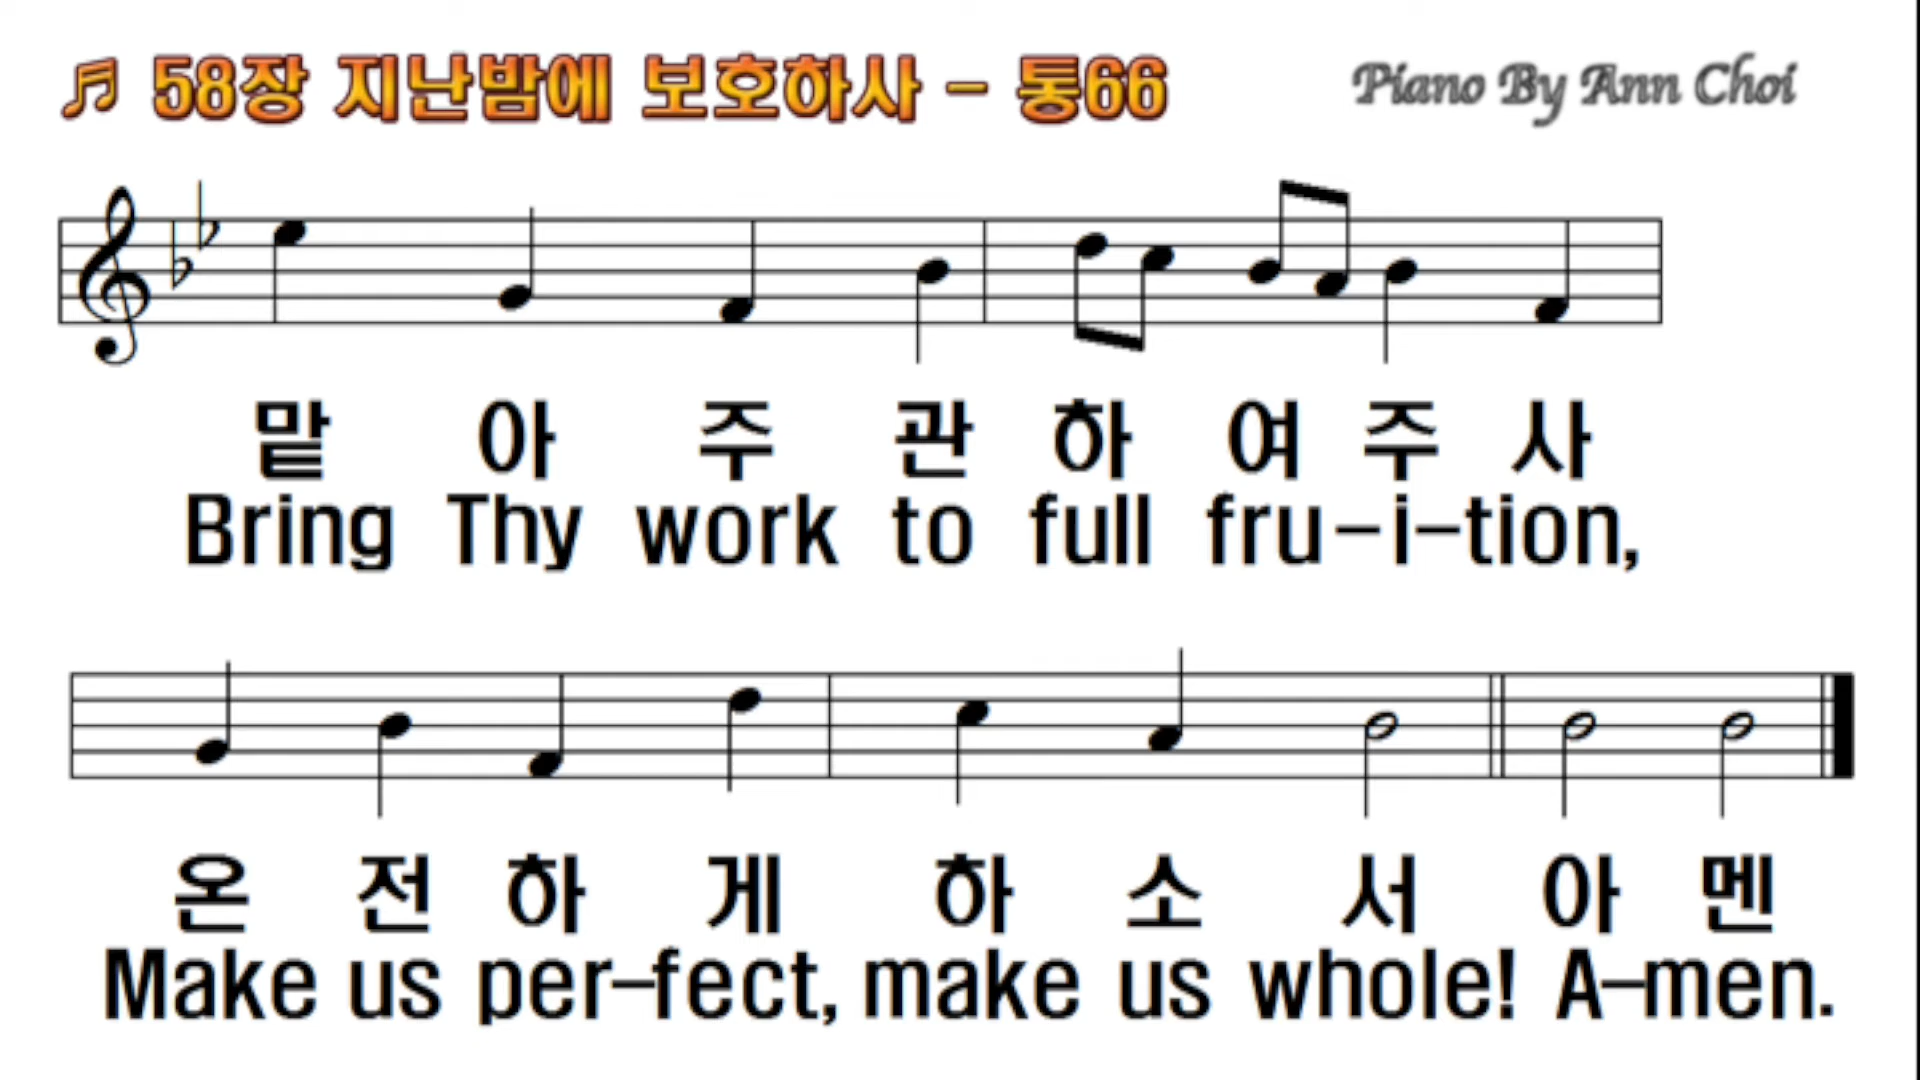 58장 지난밤에 보호하사 - 통66
Piano By Ann Choi
맡 아 주 관 하 여 주 사
Bring Thy work to full fru-i-tion,
온 전 하 게 하 소 서 아 멘
Make us per-fect, make us whole! A-men.